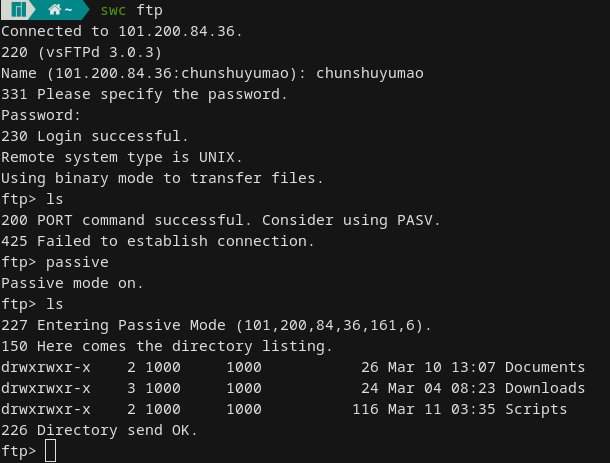 ~ swc ftp
Connected to 101.200.84.36.
220 (vsFTPd 3.0.3)
Name (101.200.84.36:chunshuyumao): chunshuyumao
331 Please specify the password.
Password:
230 Login successful.
Remote system type is UNIX.
Using binary mode to transfer files.
ftp> ls
200 PORT command successful. Consider using PASV.
425 Failed to establish connection.
ftp> passive
Passive mode on.
ftp> ls
227 Entering Passive Mode (101,200,84,36,161,6).
150 Here comes the directory listing.
drwxrwxr-x    2 1000     1000           26 Mar 10 13:07 Documents
drwxrwxr-x    3 1000     1000           24 Mar 04 08:23 Downloads
drwxrwxr-x    2 1000     1000          116 Mar 11 03:35 Scripts
226 Directory send OK.
ftp>